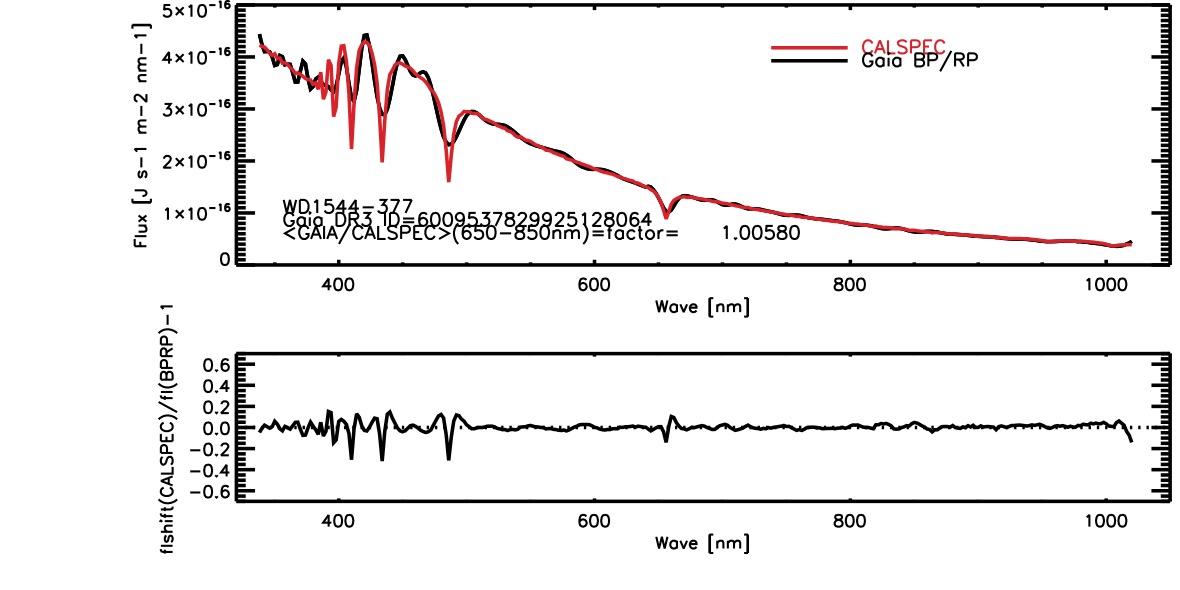 5×10⁻¹⁶
4×10⁻¹⁶
3×10⁻¹⁶
2×10⁻¹⁶
1×10⁻¹⁶
0
Flux [J s−1 m−2 nm−1]
CALSPEC
Gaia BP/RP
WD1544−377
Gaia DR3 ID=6009537829925128064
<GAIA/CALSPEC>(650−850nm)=factor= 1.00580
400 600 800 1000
Wave [nm]
flshift(CALSPEC)/fl(BPRP)−1
0.6
0.4
0.2
0.0
−0.2
−0.4
−0.6
400 600 800 1000
Wave [nm]